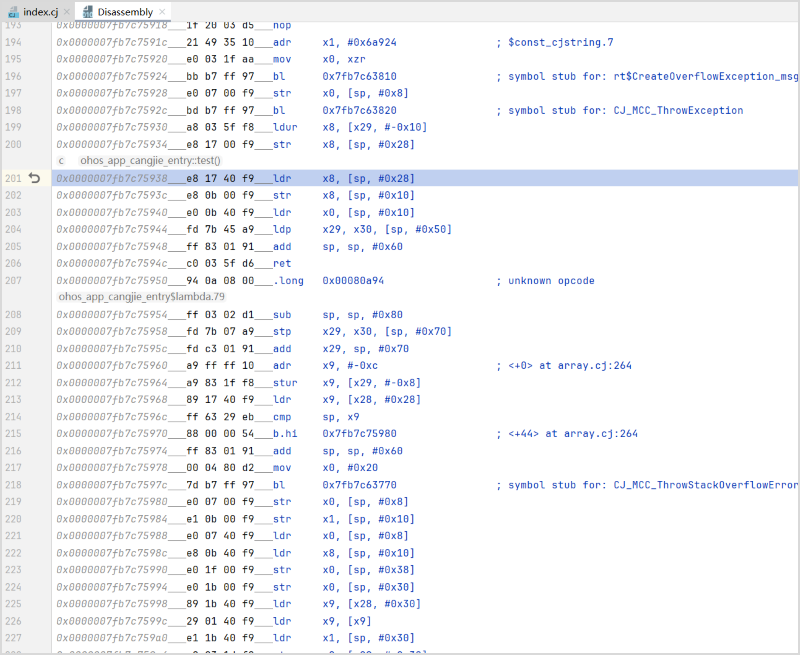 index.cj × Disassembly ×
193 0x0000007fb7c75918___1f 20 03 d5___nop
194 0x0000007fb7c7591c___21 49 35 10___adr x1, #0x6a924 ; $const_cjstring.7
195 0x0000007fb7c75920___e0 03 1f aa___mov x0, xzr
196 0x0000007fb7c75924___bb b7 ff 97___bl 0x7fb7c63810 ; symbol stub for: rt$CreateOverflowException_msg
197 0x0000007fb7c75928___e0 07 00 f9___str x0, [sp, #0x8]
198 0x0000007fb7c7592c___bd b7 ff 97___bl 0x7fb7c63820 ; symbol stub for: CJ_MCC_ThrowException
199 0x0000007fb7c75930___a8 03 5f f8___ldur x8, [x29, #-0x10]
200 0x0000007fb7c75934___e8 17 00 f9___str x8, [sp, #0x28]
c ohos_app_cangjie_entry::test()
201 0x0000007fb7c75938___e8 17 40 f9___ldr x8, [sp, #0x28]
202 0x0000007fb7c7593c___e8 0b 00 f9___str x8, [sp, #0x10]
203 0x0000007fb7c75940___e0 0b 40 f9___ldr x0, [sp, #0x10]
204 0x0000007fb7c75944___fd 7b 45 a9___ldp x29, x30, [sp, #0x50]
205 0x0000007fb7c75948___ff 83 01 91___add sp, sp, #0x60
206 0x0000007fb7c7594c___c0 03 5f d6___ret
207 0x0000007fb7c75950___94 0a 08 00___.long 0x00080a94 ; unknown opcode
ohos_app_cangjie_entry$lambda.79
208 0x0000007fb7c75954___ff 03 02 d1___sub sp, sp, #0x80
209 0x0000007fb7c75958___fd 7b 07 a9___stp x29, x30, [sp, #0x70]
210 0x0000007fb7c7595c___fd c3 01 91___add x29, sp, #0x70
211 0x0000007fb7c75960___a9 ff ff 10___adr x9, #-0xc ; <+0> at array.cj:264
212 0x0000007fb7c75964___a9 83 1f f8___stur x9, [x29, #-0x8]
213 0x0000007fb7c75968___89 17 40 f9___ldr x9, [x28, #0x28]
214 0x0000007fb7c7596c___ff 63 29 eb___cmp sp, x9
215 0x0000007fb7c75970___88 00 00 54___b.hi 0x7fb7c75980 ; <+44> at array.cj:264
216 0x0000007fb7c75974___ff 83 01 91___add sp, sp, #0x60
217 0x0000007fb7c75978___00 04 80 d2___mov x0, #0x20
218 0x0000007fb7c7597c___7d b7 ff 97___bl 0x7fb7c63770 ; symbol stub for: CJ_MCC_ThrowStackOverflowError
219 0x0000007fb7c75980___e0 07 00 f9___str x0, [sp, #0x8]
220 0x0000007fb7c75984___e1 0b 00 f9___str x1, [sp, #0x10]
221 0x0000007fb7c75988___e0 07 40 f9___ldr x0, [sp, #0x8]
222 0x0000007fb7c7598c___e8 0b 40 f9___ldr x8, [sp, #0x10]
223 0x0000007fb7c75990___e0 1f 00 f9___str x0, [sp, #0x38]
224 0x0000007fb7c75994___e0 1b 00 f9___str x0, [sp, #0x30]
225 0x0000007fb7c75998___89 1b 40 f9___ldr x9, [x28, #0x30]
226 0x0000007fb7c7599c___29 01 40 f9___ldr x9, [x9]
227 0x0000007fb7c759a0___e1 1b 40 f9___ldr x1, [sp, #0x30]